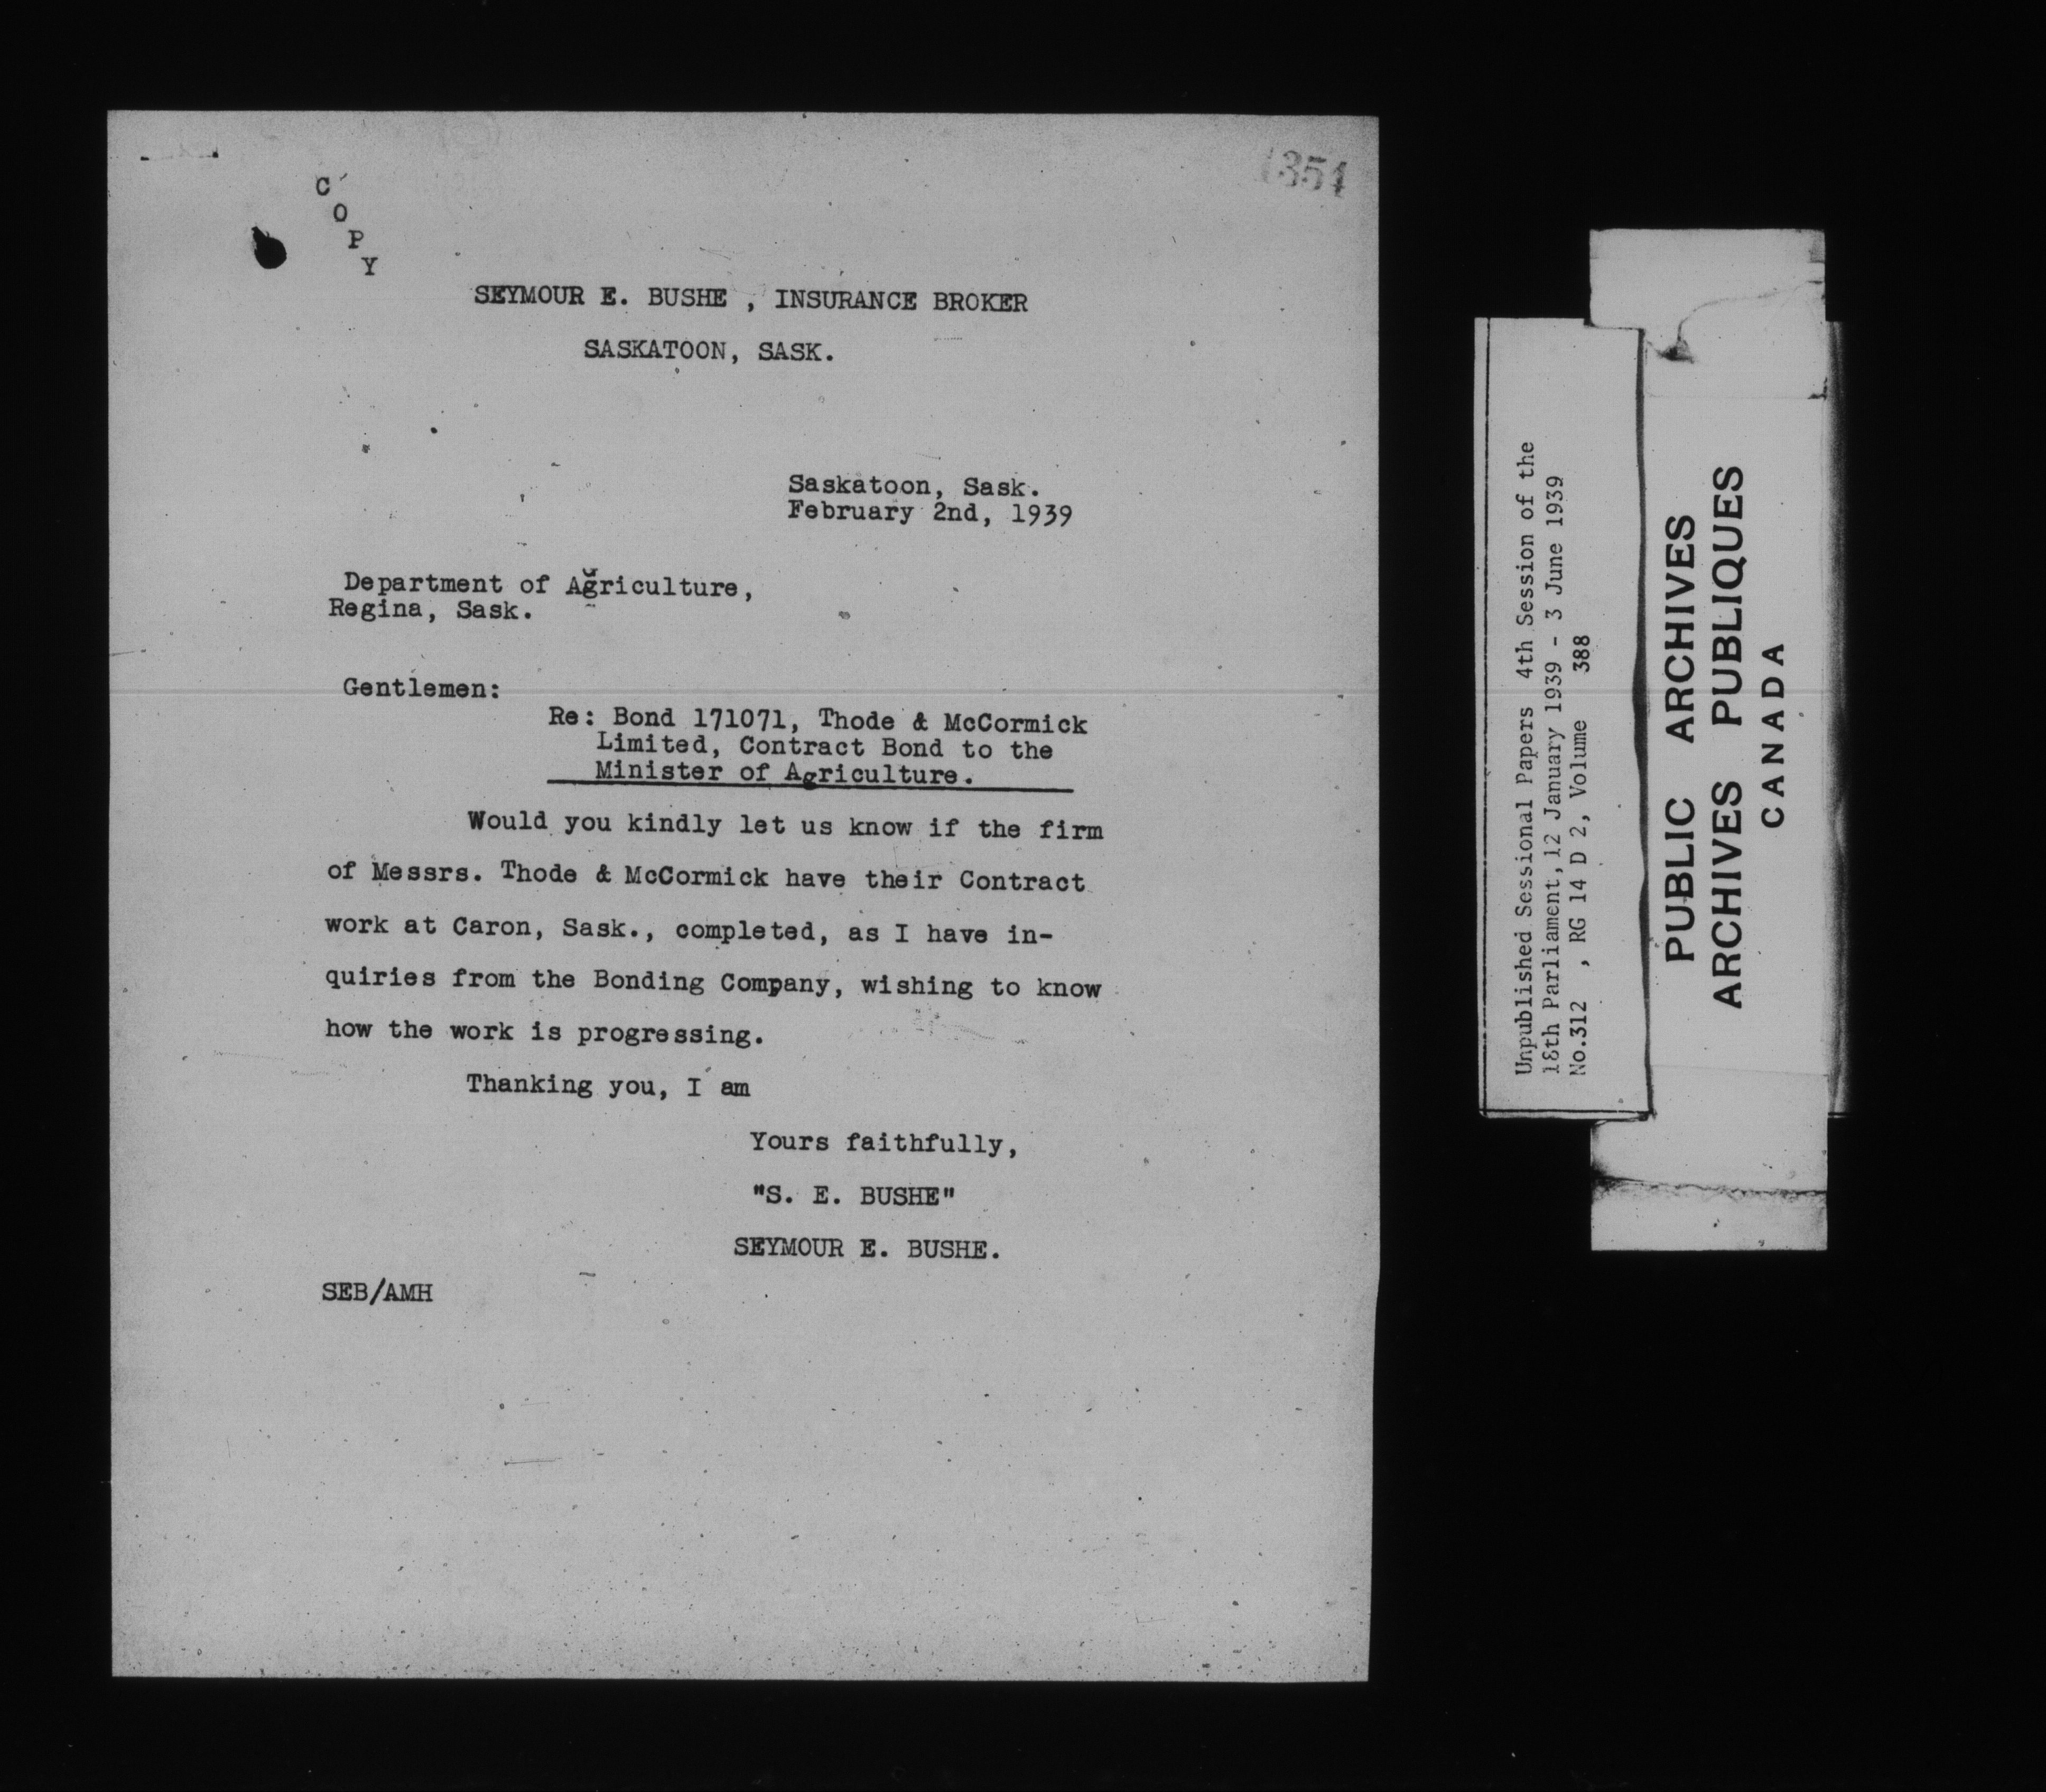 1351
C
O
P
Y
SEYMOUR E. BUSHE , INSURANCE BROKER
SASKATOON, SASK.
Saskatoon, Sask.
February 2nd, 1939
Department of Agriculture,
Regina, Sask.
Gentlemen:
Re: Bond 171071, Thode & McCormick
Limited, Contract Bond to the
Minister of Agriculture.
Would you kindly let us know if the firm
of Messrs. Thode & McCormick have their Contract
work at Caron, Sask., completed, as I have in-
quiries from the Bonding Company, wishing to know
how the work is progressing.
Thanking you, I am
Yours faithfully,
"S. E. BUSHE"
SEYMOUR E. BUSHE.
SEB/AMH
Unpublished Sessional Papers 4th Session of the
18th Parliament, 12 January 1939 - 3 June 1939
No.312 , RG 14 D 2, Volume 388
PUBLIC ARCHIVES
ARCHIVES PUBLIQUES
CANADA